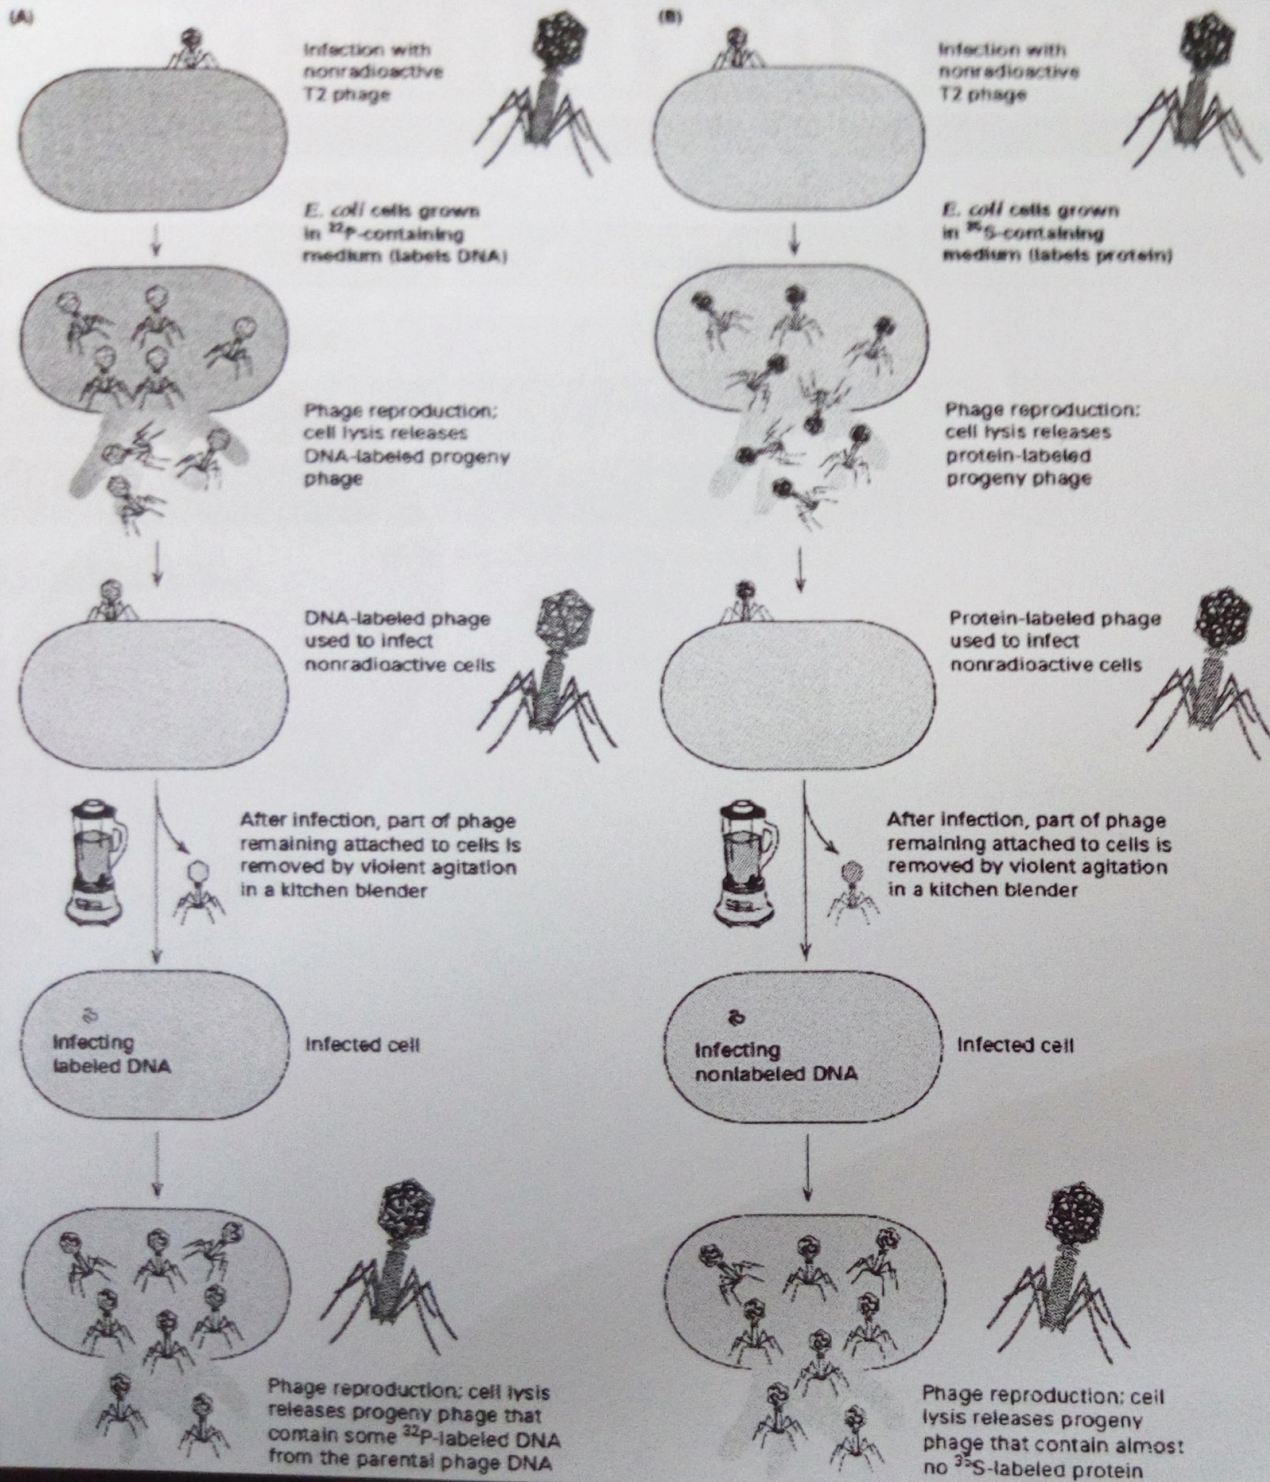 (A)
Infection with
nonradioactive
T2 phage
E. coli cells grown
in ³²P-containing
medium (labels DNA)
Phage reproduction;
cell lysis releases
DNA-labeled progeny
phage
DNA-labeled phage
used to infect
nonradioactive cells
After infection, part of phage
remaining attached to cells is
removed by violent agitation
in a kitchen blender
Infecting
labeled DNA
Infected cell
Phage reproduction; cell lysis
releases progeny phage that
contain some ³²P-labeled DNA
from the parental phage DNA
(B)
Infection with
nonradioactive
T2 phage
E. coli cells grown
in ³⁵S-containing
medium (labels protein)
Phage reproduction;
cell lysis releases
protein-labeled
progeny phage
Protein-labeled phage
used to infect
nonradioactive cells
After infection, part of phage
remaining attached to cells is
removed by violent agitation
in a kitchen blender
Infecting
nonlabeled DNA
Infected cell
Phage reproduction; cell
lysis releases progeny
phage that contain almost
no ³⁵S-labeled protein